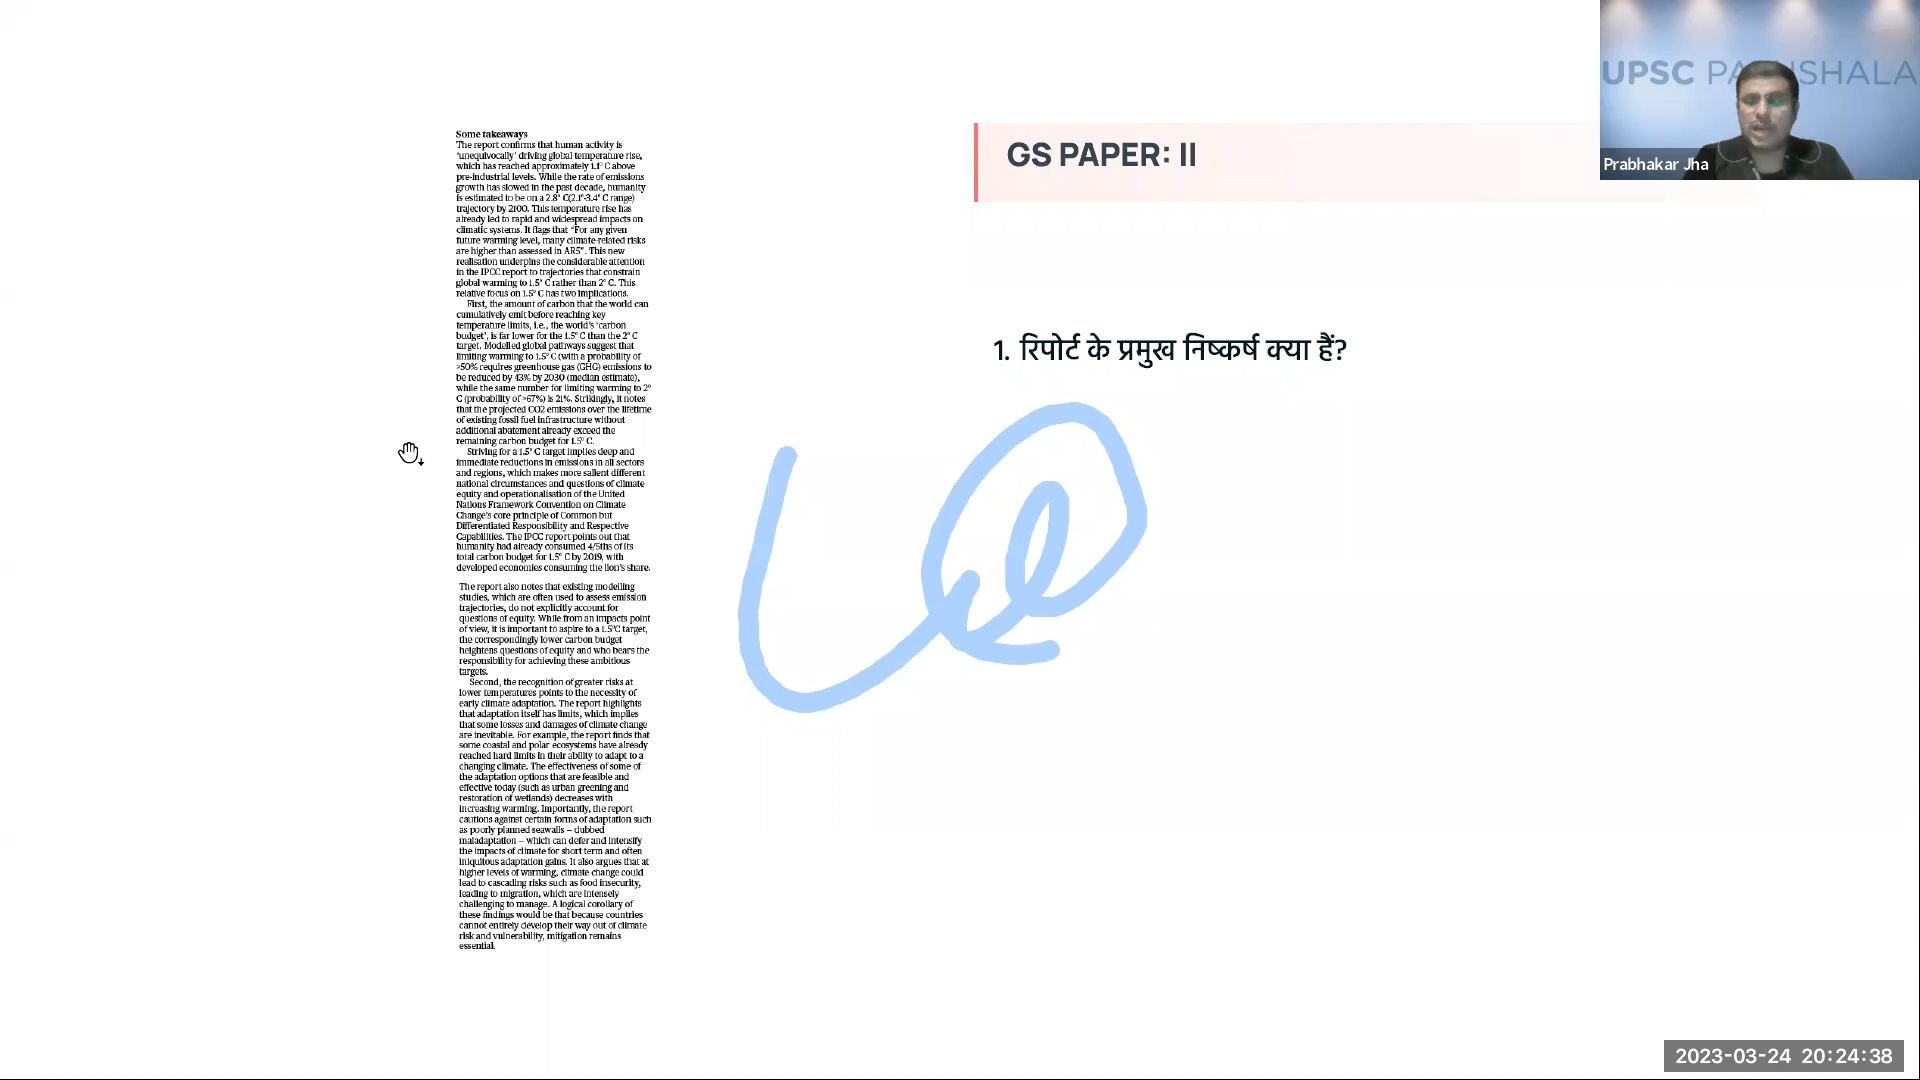 UPSC PA SHALA
Prabhakar Jha
GS PAPER: II
1. रिपोर्ट के प्रमुख निष्कर्ष क्या हैं?
Some takeaways
The report confirms that human activity is
'unequivocally' driving global temperature rise,
which has reached approximately 1.1° C above
pre-industrial levels. While the rate of emissions
growth has slowed in the past decade, humanity
is estimated to be on a 2.8° C(2.1°-3.4° C range)
trajectory by 2100. This temperature rise has
already led to rapid and widespread impacts on
climatic systems. It flags that "For any given
future warming level, many climate-related risks
are higher than assessed in AR5". This new
realisation underpins the considerable attention
in the IPCC report to trajectories that constrain
global warming to 1.5° C rather than 2° C. This
relative focus on 1.5° C has two implications.
First, the amount of carbon that the world can
cumulatively emit before reaching key
temperature limits, i.e., the world's 'carbon
budget', is far lower for the 1.5° C than the 2° C
target. Modelled global pathways suggest that
limiting warming to 1.5° C (with a probability of
>50% requires greenhouse gas (GHG) emissions to
be reduced by 43% by 2030 (median estimate),
while the same number for limiting warming to 2°
C (probability of >67%) is 21%. Strikingly, it notes
that the projected CO2 emissions over the lifetime
of existing fossil fuel infrastructure without
additional abatement already exceed the
remaining carbon budget for 1.5° C.
Striving for a 1.5° C target implies deep and
immediate reductions in emissions in all sectors
and regions, which makes more salient different
national circumstances and questions of climate
equity and operationalisation of the United
Nations Framework Convention on Climate
Change's core principle of Common but
Differentiated Responsibility and Respective
Capabilities. The IPCC report points out that
humanity had already consumed 4/5ths of its
total carbon budget for 1.5° C by 2019, with
developed economies consuming the lion's share.
The report also notes that existing modelling
studies, which are often used to assess emission
trajectories, do not explicitly account for
questions of equity. While from an impacts point
of view, it is important to aspire to a 1.5°C target,
the correspondingly lower carbon budget
heightens questions of equity and who bears the
responsibility for achieving these ambitious
targets.
Second, the recognition of greater risks at
lower temperatures points to the necessity of
early climate adaptation. The report highlights
that adaptation itself has limits, which implies
that some losses and damages of climate change
are inevitable. For example, the report finds that
some coastal and polar ecosystems have already
reached hard limits in their ability to adapt to a
changing climate. The effectiveness of some of
the adaptation options that are feasible and
effective today (such as urban greening and
restoration of wetlands) decreases with
increasing warming. Importantly, the report
cautions against certain forms of adaptation such
as poorly planned seawalls – dubbed
maladaptation – which can defer and intensify
the impacts of climate for short term and often
iniquitous adaptation gains. It also argues that at
higher levels of warming, climate change could
lead to cascading risks such as food insecurity,
leading to migration, which are intensely
challenging to manage. A logical corollary of
these findings would be that because countries
cannot entirely develop their way out of climate
risk and vulnerability, mitigation remains
essential.
2023-03-24 20:24:38